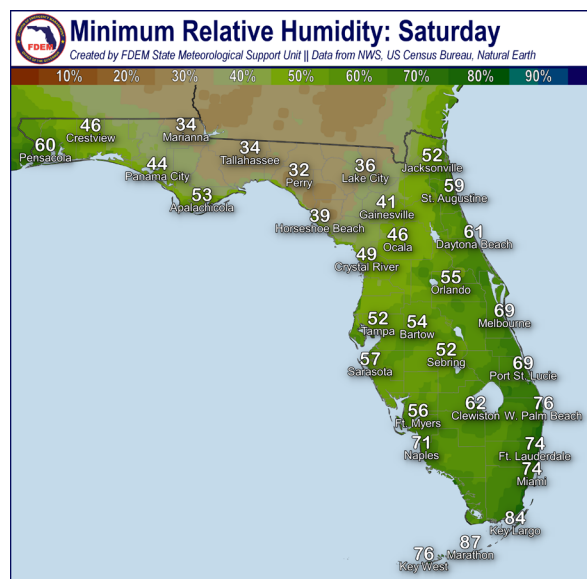 Minimum Relative Humidity: Saturday
FDEM
Created by FDEM State Meteorological Support Unit || Data from NWS, US Census Bureau, Natural Earth
10% 20% 30% 40% 50% 60% 70% 80% 90%
46
Crestview
34
Marianna
60
Pensacola
34
Tallahassee
44
Panama City
32
Perry
36
Lake City
52
Jacksonville
53
Apalachicola
59
St. Augustine
41
Gainesville
39
Horseshoe Beach
46
Ocala
61
Daytona Beach
49
Crystal River
55
Orlando
69
Melbourne
52
Tampa
54
Bartow
52
Sebring
57
Sarasota
69
Port St. Lucie
56
Ft. Myers
62
Clewiston
76
W. Palm Beach
71
Naples
74
Ft. Lauderdale
74
Miami
84
Key Largo
87
Marathon
76
Key West